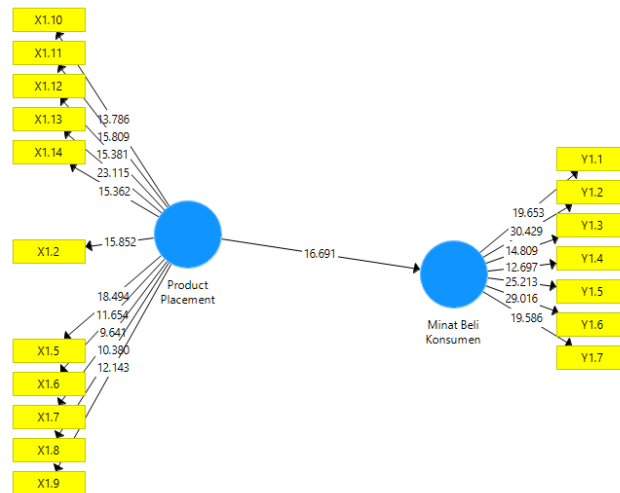 X1.10
X1.11
X1.12
X1.13
X1.14
X1.2
X1.5
X1.6
X1.7
X1.8
X1.9
13.786
15.809
15.381
23.115
15.362
15.852
18.494
11.654
9.641
10.380
12.143
Product
Placement
16.691
Minat Beli
Konsumen
19.653
30.429
14.809
12.697
25.213
29.016
19.586
Y1.1
Y1.2
Y1.3
Y1.4
Y1.5
Y1.6
Y1.7